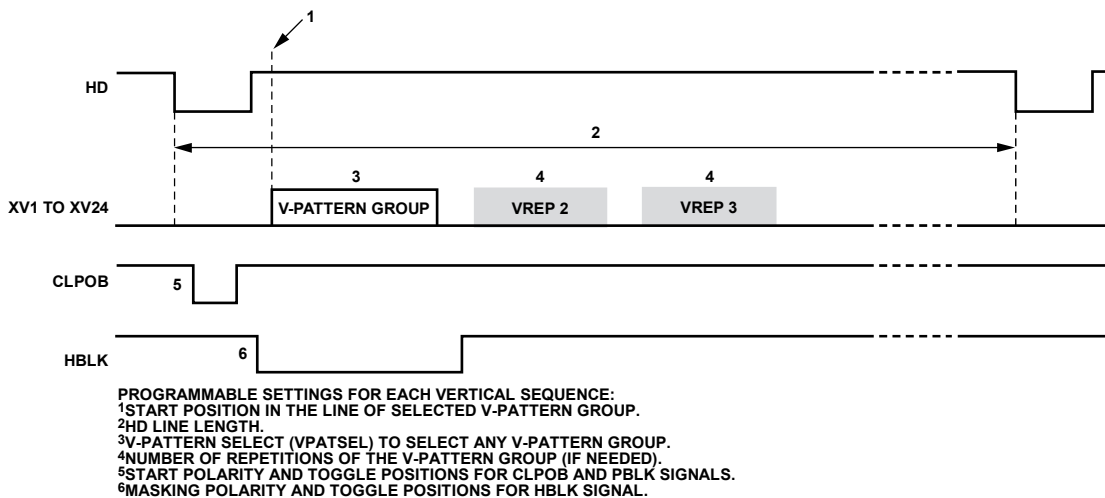 1
HD
2
3
4
4
XV1 TO XV24
V-PATTERN GROUP
VREP 2
VREP 3
CLPOB
5
HBLK
6
PROGRAMMABLE SETTINGS FOR EACH VERTICAL SEQUENCE:
1START POSITION IN THE LINE OF SELECTED V-PATTERN GROUP.
2HD LINE LENGTH.
3V-PATTERN SELECT (VPATSEL) TO SELECT ANY V-PATTERN GROUP.
4NUMBER OF REPETITIONS OF THE V-PATTERN GROUP (IF NEEDED).
5START POLARITY AND TOGGLE POSITIONS FOR CLPOB AND PBLK SIGNALS.
6MASKING POLARITY AND TOGGLE POSITIONS FOR HBLK SIGNAL.